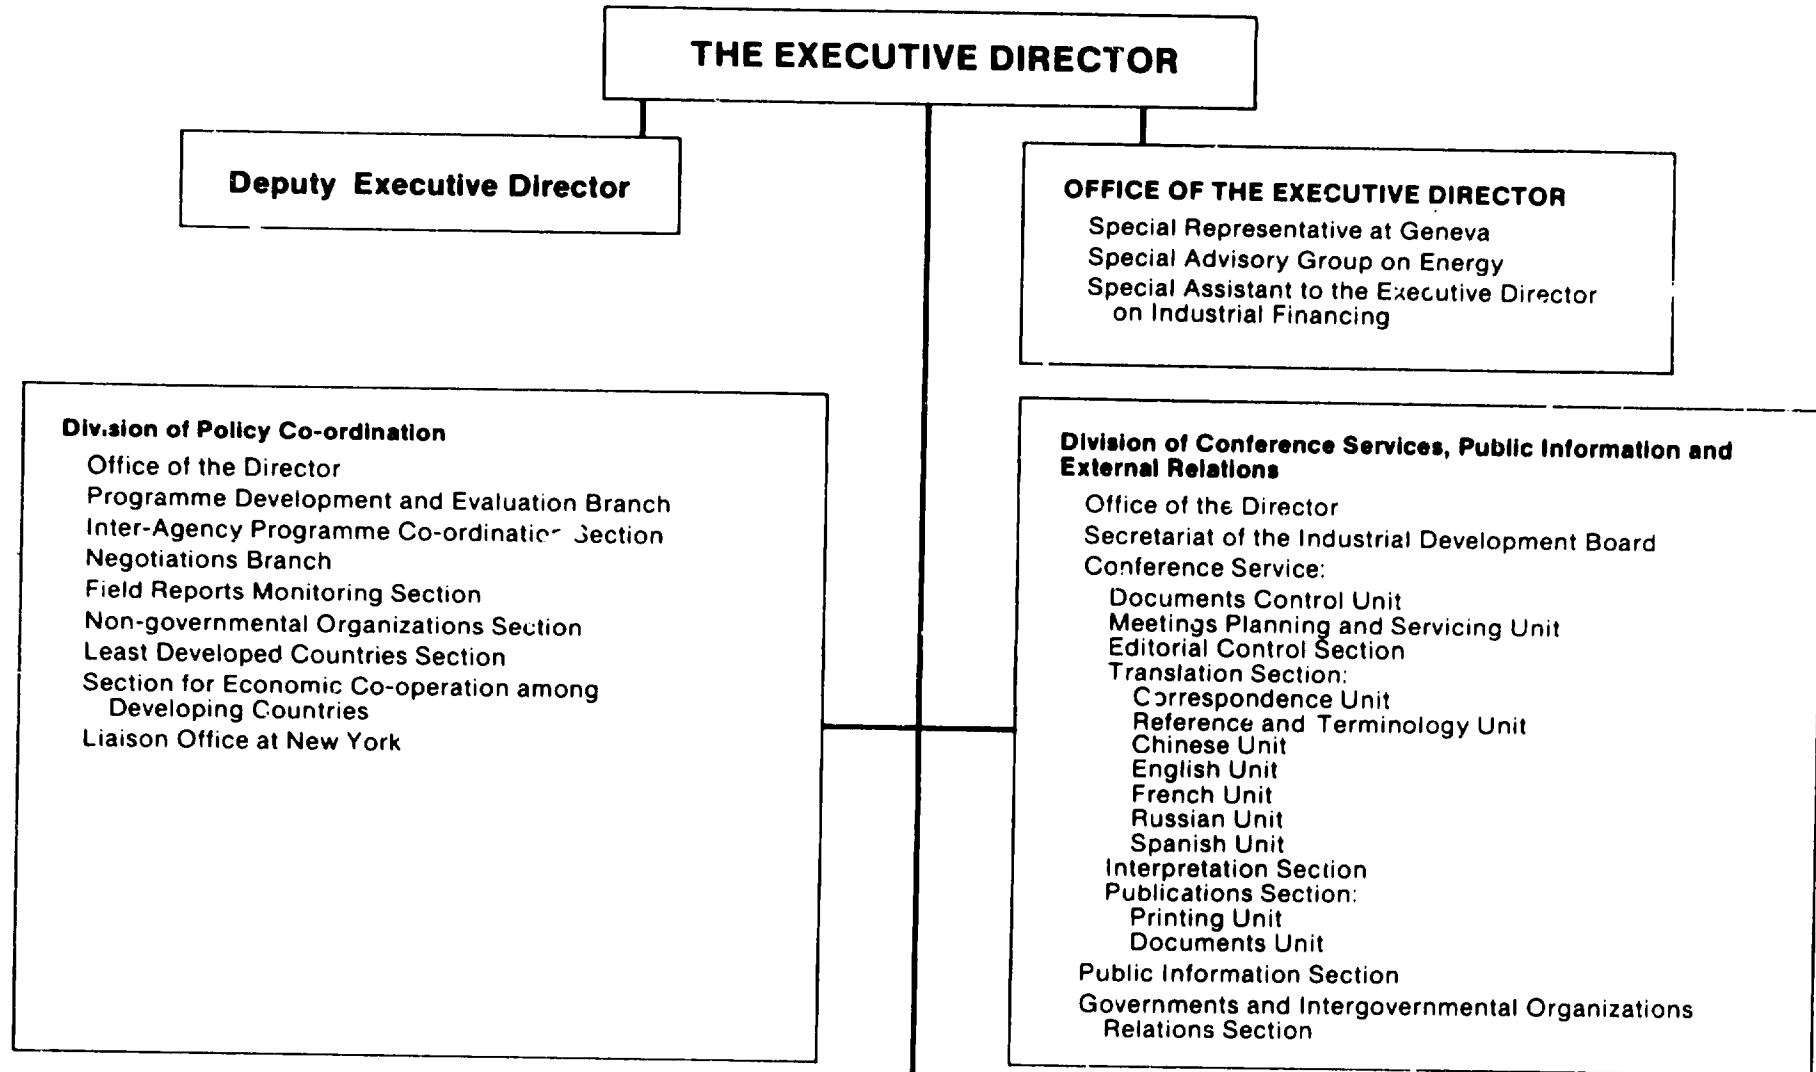 THE EXECUTIVE DIRECTOR
Deputy Executive Director
OFFICE OF THE EXECUTIVE DIRECTOR
Special Representative at Geneva
Special Advisory Group on Energy
Special Assistant to the Executive Director
on Industrial Financing
Division of Policy Co-ordination
Office of the Director
Programme Development and Evaluation Branch
Inter-Agency Programme Co-ordination Section
Negotiations Branch
Field Reports Monitoring Section
Non-governmental Organizations Section
Least Developed Countries Section
Section for Economic Co-operation among
Developing Countries
Liaison Office at New York
Division of Conference Services, Public Information and
External Relations
Office of the Director
Secretariat of the Industrial Development Board
Conference Service:
Documents Control Unit
Meetings Planning and Servicing Unit
Editorial Control Section
Translation Section:
Correspondence Unit
Reference and Terminology Unit
Chinese Unit
English Unit
French Unit
Russian Unit
Spanish Unit
Interpretation Section
Publications Section:
Printing Unit
Documents Unit
Public Information Section
Governments and Intergovernmental Organizations
Relations Section